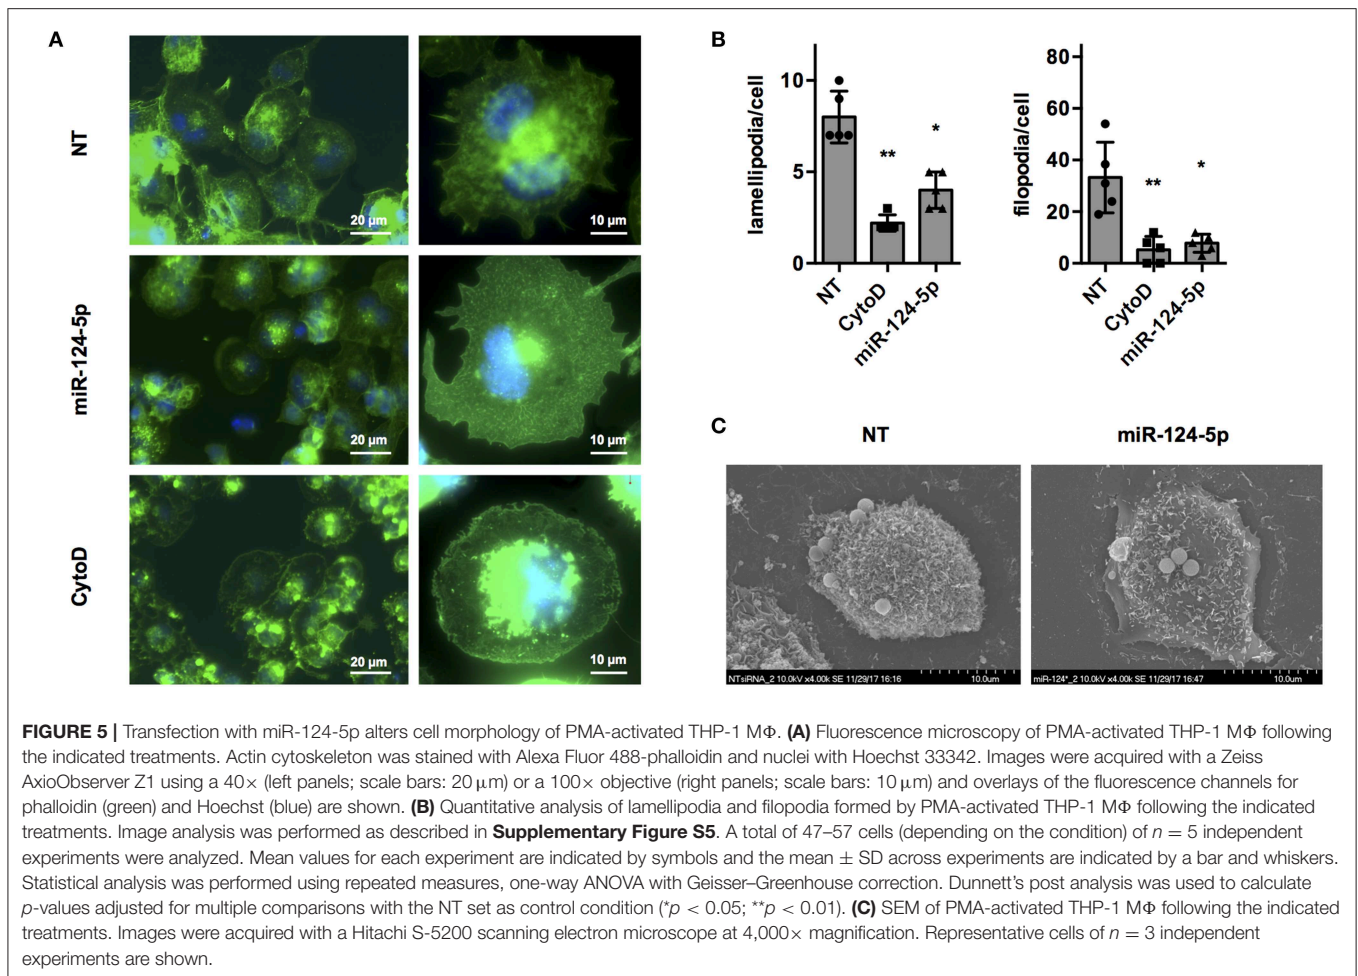 A
NT
20 µm
10 µm
miR-124-5p
20 µm
10 µm
CytoD
20 µm
10 µm
B
lamellipodia/cell
10
5
0
**
*
NT
CytoD
miR-124-5p
filopodia/cell
80
60
40
20
0
**
*
NT
CytoD
miR-124-5p
C
NT
miR-124-5p
NTsiRNA_2 10.0kV x4.00k SE 11/29/17 16:16
10.0um
miR-124*_2 10.0kV x4.00k SE 11/29/17 16:47
10.0um
FIGURE 5 | Transfection with miR-124-5p alters cell morphology of PMA-activated THP-1 MΦ. (A) Fluorescence microscopy of PMA-activated THP-1 MΦ following
the indicated treatments. Actin cytoskeleton was stained with Alexa Fluor 488-phalloidin and nuclei with Hoechst 33342. Images were acquired with a Zeiss
AxioObserver Z1 using a 40× (left panels; scale bars: 20 µm) or a 100× objective (right panels; scale bars: 10 µm) and overlays of the fluorescence channels for
phalloidin (green) and Hoechst (blue) are shown. (B) Quantitative analysis of lamellipodia and filopodia formed by PMA-activated THP-1 MΦ following the indicated
treatments. Image analysis was performed as described in Supplementary Figure S5. A total of 47–57 cells (depending on the condition) of n = 5 independent
experiments were analyzed. Mean values for each experiment are indicated by symbols and the mean ± SD across experiments are indicated by a bar and whiskers.
Statistical analysis was performed using repeated measures, one-way ANOVA with Geisser–Greenhouse correction. Dunnett's post analysis was used to calculate
p-values adjusted for multiple comparisons with the NT set as control condition (*p < 0.05; **p < 0.01). (C) SEM of PMA-activated THP-1 MΦ following the indicated
treatments. Images were acquired with a Hitachi S-5200 scanning electron microscope at 4,000× magnification. Representative cells of n = 3 independent
experiments are shown.